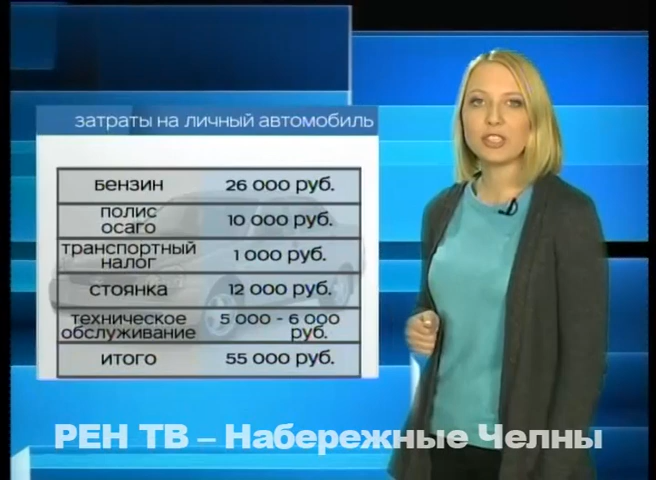 затраты на личный автомобиль
бензин 26 000 руб.
полис
осаго 10 000 руб.
транспортный
налог 1 000 руб.
стоянка 12 000 руб.
техническое 5 000 - 6 000
обслуживание руб.
итого 55 000 руб.
РЕН ТВ – Набережные Челны